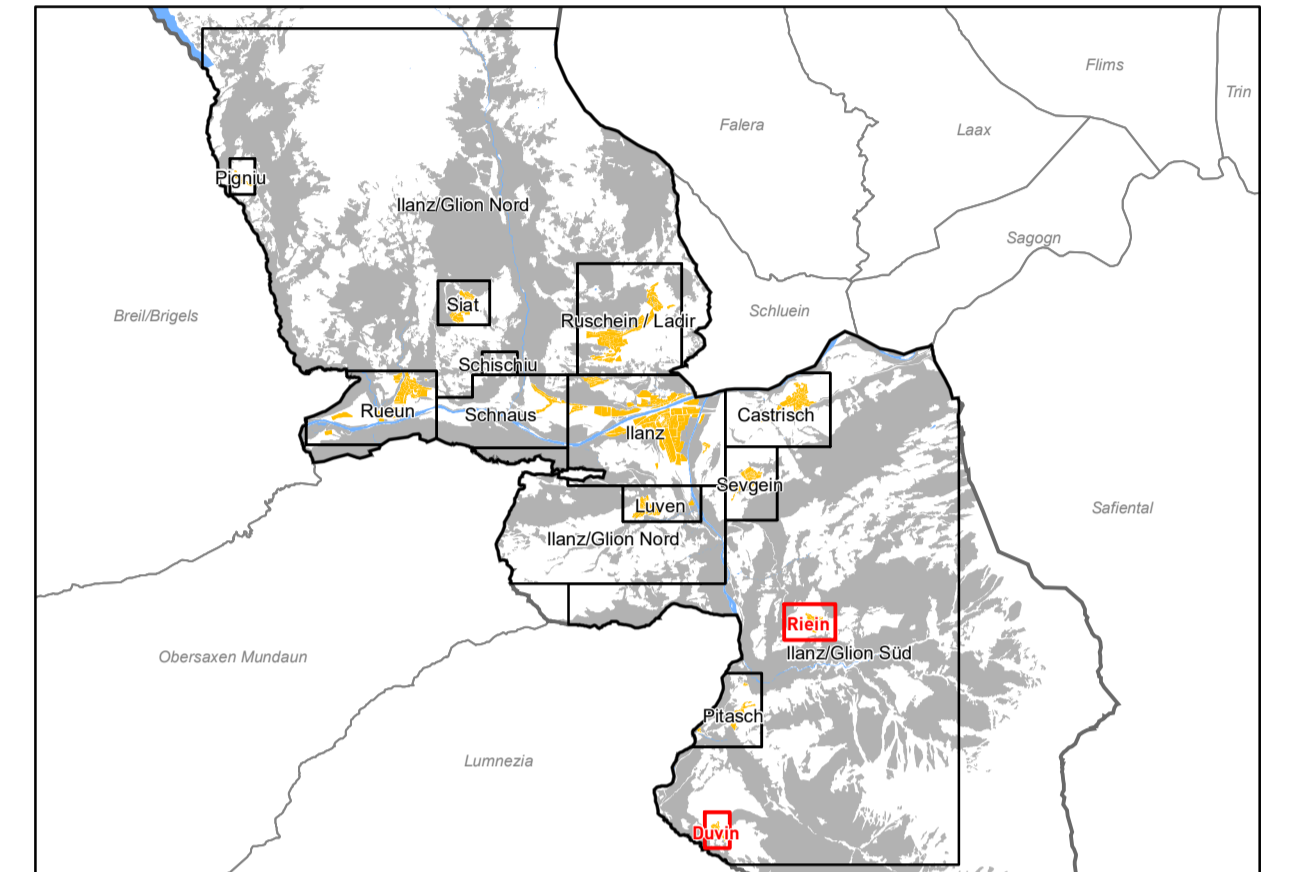 Flims
Trin
Falera
Laax
Pigniu
Ilanz/Glion Nord
Sagogn
Siat
Schluein
Breil/Brigels
Ruschein / Ladir
Schischiu
Rueun
Schnaus
Castrisch
Ilanz
Sevgein
Luven
Safiental
Ilanz/Glion Nord
Riein
Ilanz/Glion Süd
Obersaxen Mundaun
Pitasch
Lumnezia
Duvin